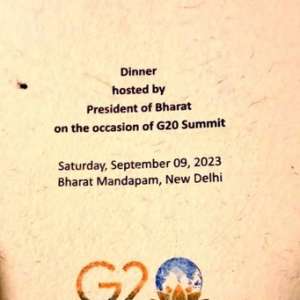 Dinner
hosted by
President of Bharat
on the occasion of G20 Summit
Saturday, September 09, 2023
Bharat Mandapam, New Delhi
G20